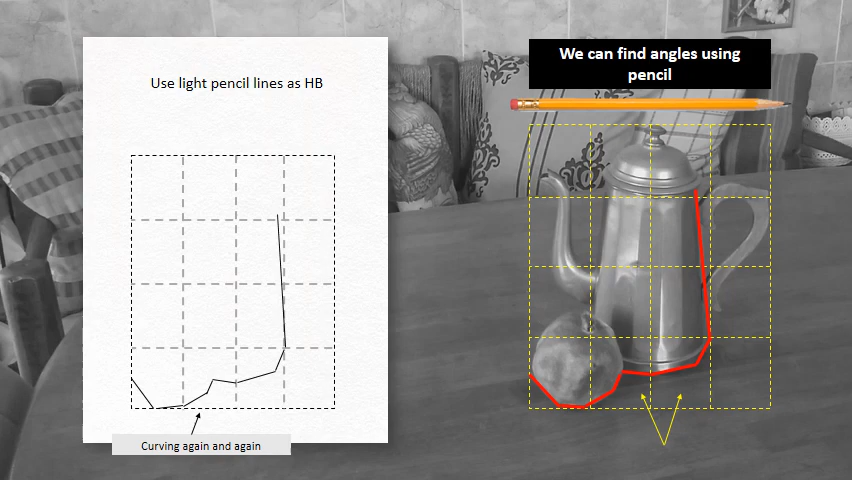 Use light pencil lines as HB
We can find angles using
pencil
Curving again and again